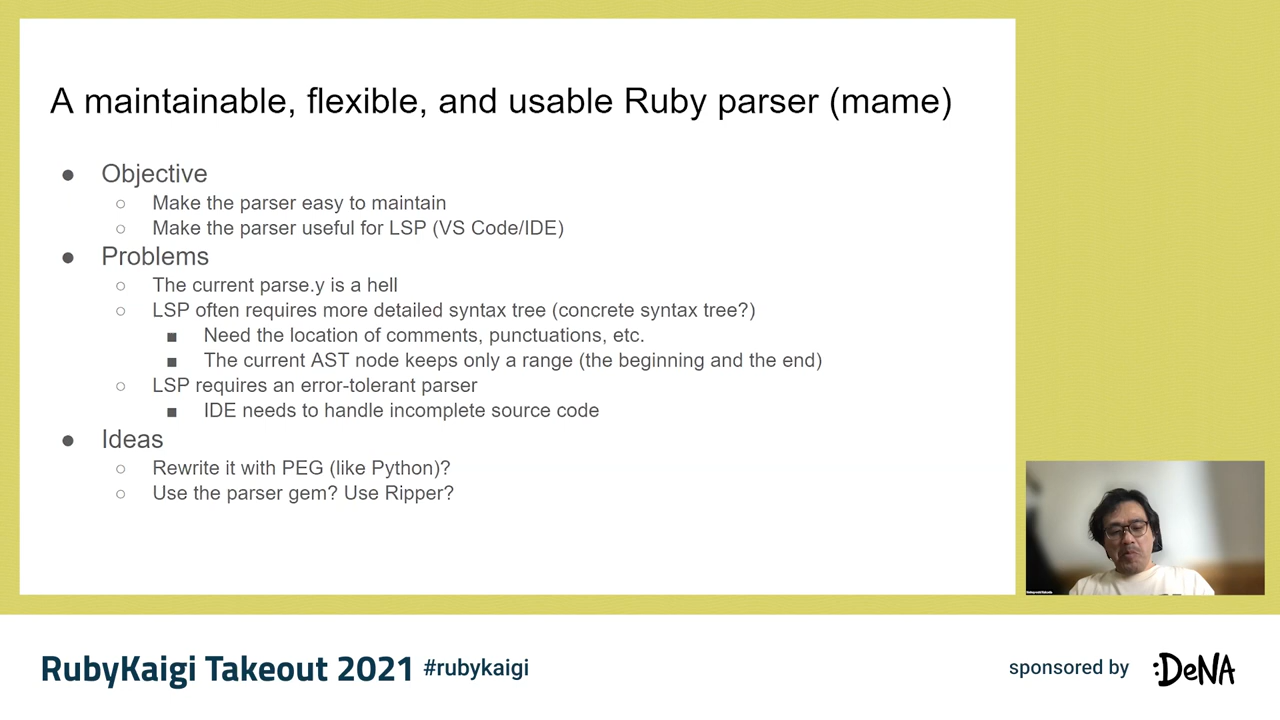 A maintainable, flexible, and usable Ruby parser (mame)
● Objective
○ Make the parser easy to maintain
○ Make the parser useful for LSP (VS Code/IDE)
● Problems
○ The current parse.y is a hell
○ LSP often requires more detailed syntax tree (concrete syntax tree?)
■ Need the location of comments, punctuations, etc.
■ The current AST node keeps only a range (the beginning and the end)
○ LSP requires an error-tolerant parser
■ IDE needs to handle incomplete source code
● Ideas
○ Rewrite it with PEG (like Python)?
○ Use the parser gem? Use Ripper?
RubyKaigi Takeout 2021 #rubykaigi
sponsored by :DeNA